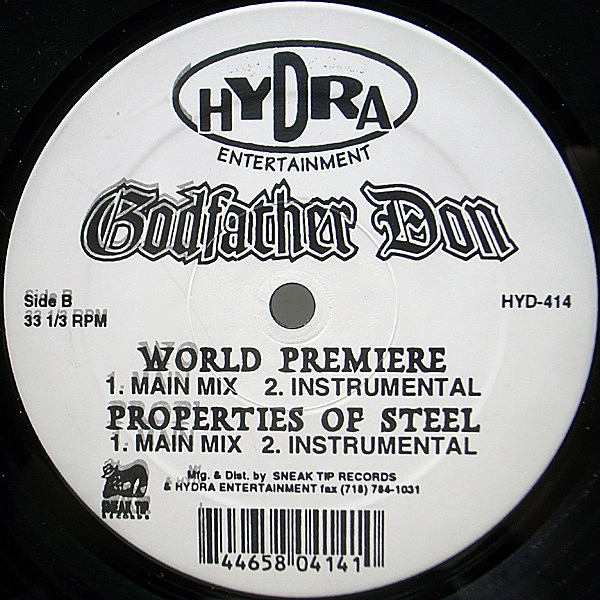 HYDRA
ENTERTAINMENT
Godfather Don
Side B
33 1/3 RPM
HYD-414
WORLD PREMIERE
1. MAIN MIX 2. INSTRUMENTAL
PROPERTIES OF STEEL
1. MAIN MIX 2. INSTRUMENTAL
Mfg. & Dist. by SNEAK TIP RECORDS
& HYDRA ENTERTAINMENT fax (718) 784-1031
SNEAK TIP
RECORDS
44658 04141